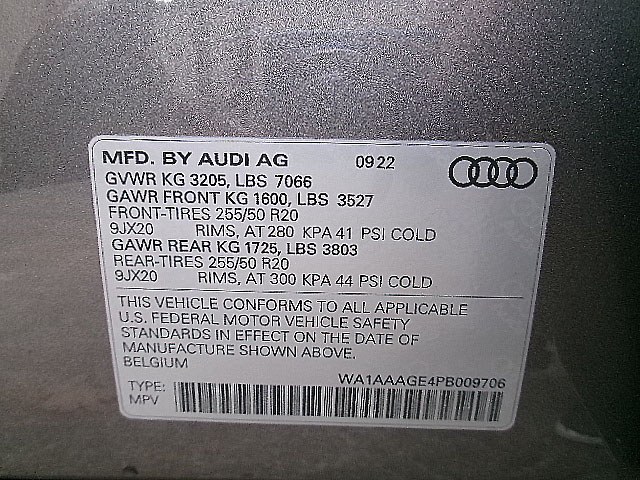 MFD. BY AUDI AG 09 22
GVWR KG 3205, LBS 7066
GAWR FRONT KG 1600, LBS 3527
FRONT-TIRES 255/50 R20
9JX20 RIMS, AT 280 KPA 41 PSI COLD
GAWR REAR KG 1725, LBS 3803
REAR-TIRES 255/50 R20
9JX20 RIMS, AT 300 KPA 44 PSI COLD
THIS VEHICLE CONFORMS TO ALL APPLICABLE
U.S. FEDERAL MOTOR VEHICLE SAFETY
STANDARDS IN EFFECT ON THE DATE OF
MANUFACTURE SHOWN ABOVE.
BELGIUM
WA1AAAGE4PB009706
TYPE:
MPV